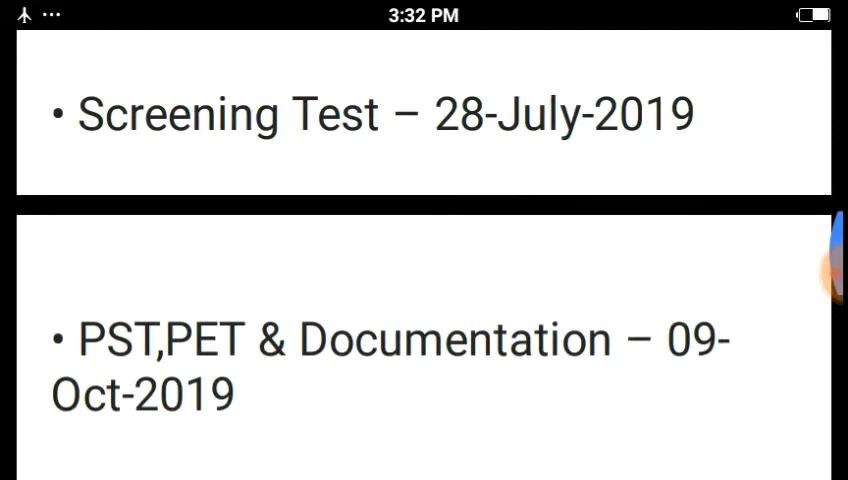 3:32 PM
• Screening Test – 28-July-2019
• PST,PET & Documentation – 09-
Oct-2019